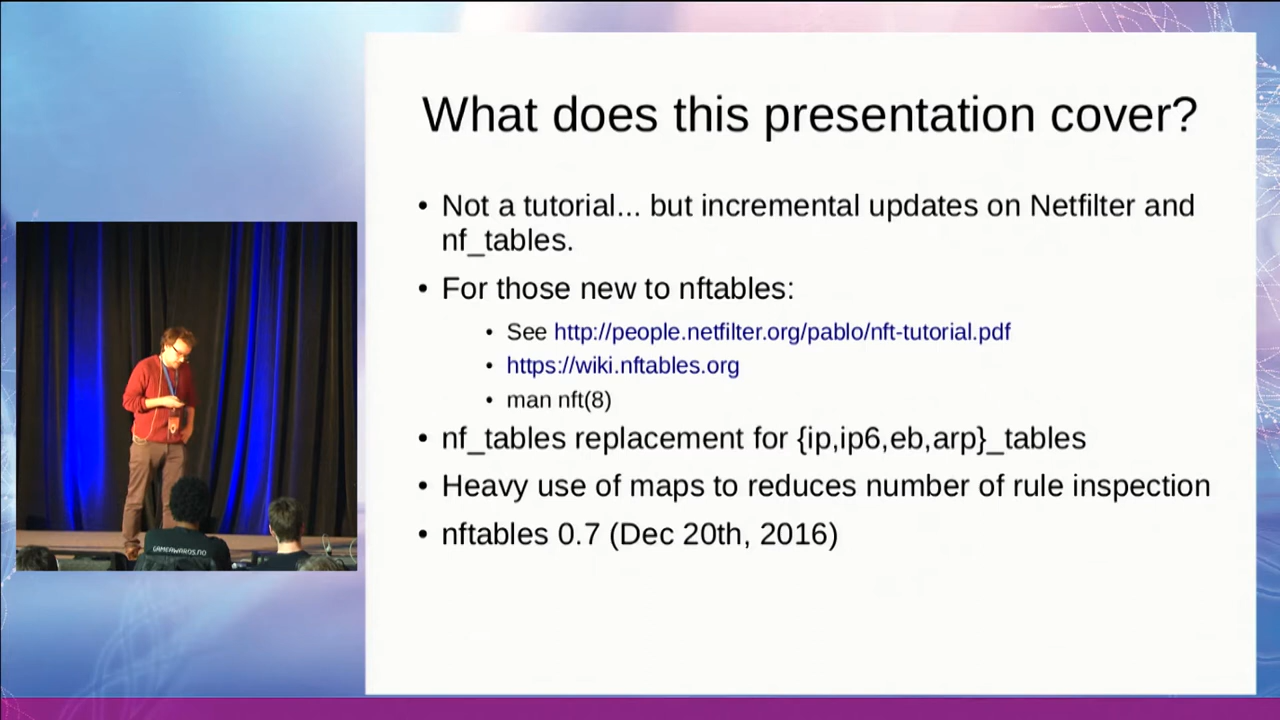 What does this presentation cover?
• Not a tutorial... but incremental updates on Netfilter and
nf_tables.
• For those new to nftables:
• See http://people.netfilter.org/pablo/nft-tutorial.pdf
• https://wiki.nftables.org
• man nft(8)
• nf_tables replacement for {ip,ip6,eb,arp}_tables
• Heavy use of maps to reduces number of rule inspection
• nftables 0.7 (Dec 20th, 2016)
GAMEAWARDS.NO